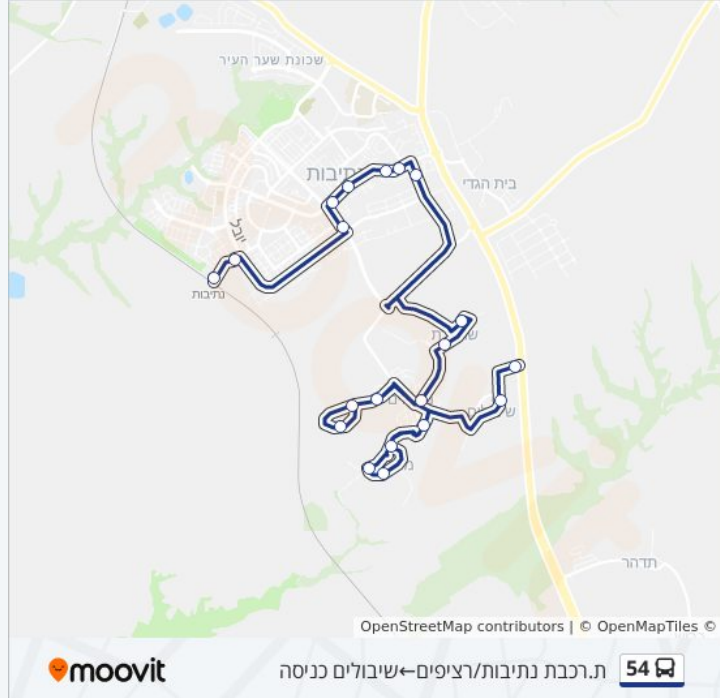 שכונת שער העיר
נתיבות
בית הגדי
יובל
נתיבות
תדהר
OpenStreetMap contributors | © OpenMapTiles ©
moovit
ת.רכבת נתיבות/רציפים←שיבולים כניסה
54